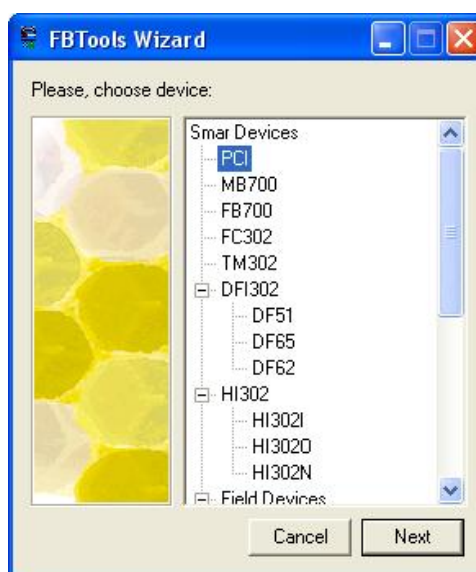 FBTools Wizard
Please, choose device:
Smar Devices
PCI
MB700
FB700
FC302
TM302
DFI302
DF51
DF65
DF62
HI302
HI302I
HI302O
HI302N
Field Devices
Cancel
Next